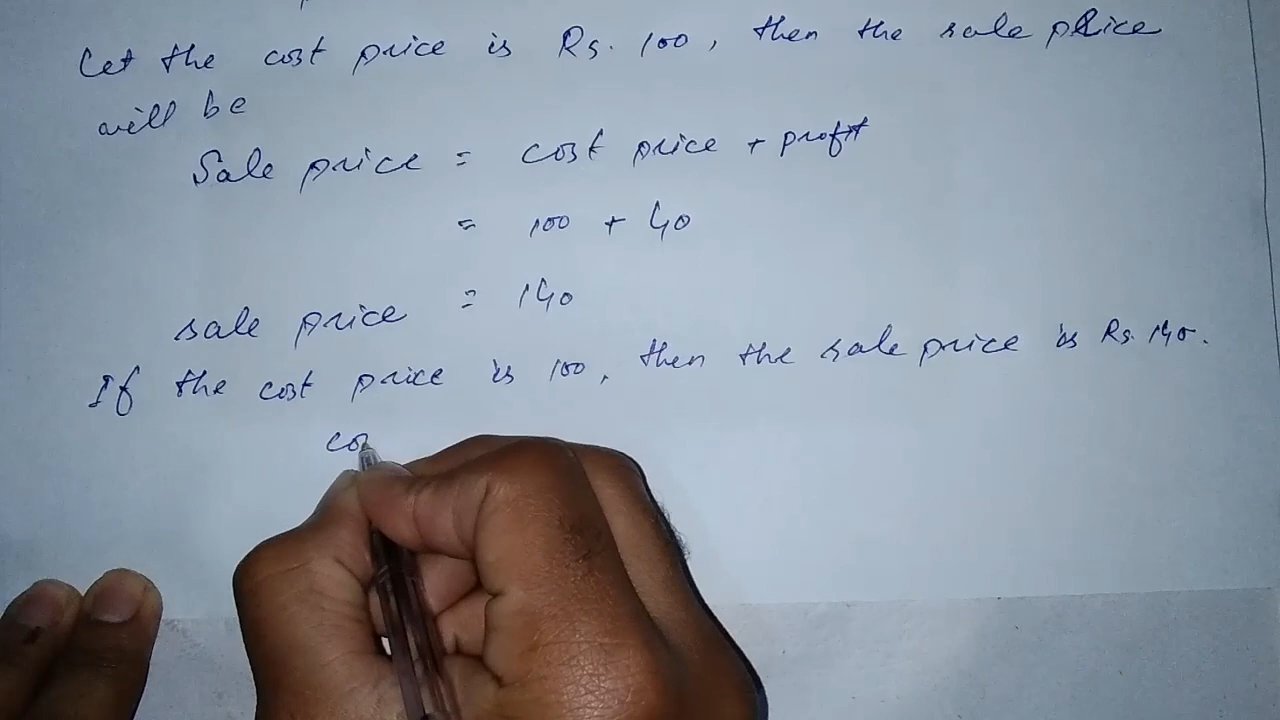 Let the cost price is Rs. 100, then the sale price
will be
Sale price = cost price + profit
= 100 + 40
sale price = 140
If the cost price is 100, then the sale price is Rs. 140.
cos